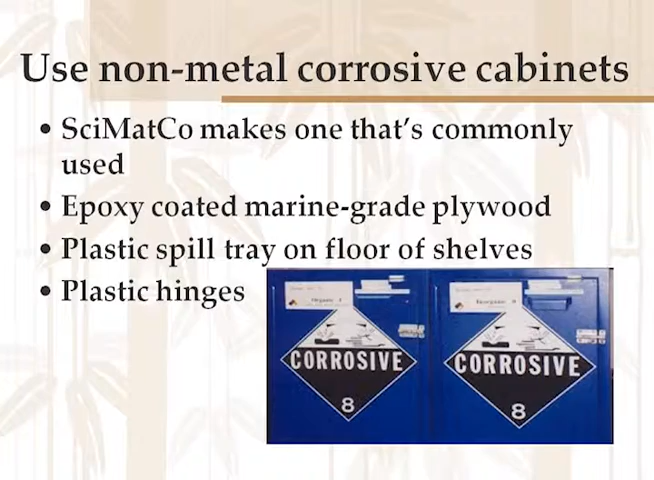 Use non-metal corrosive cabinets
• SciMatCo makes one that's commonly
used
• Epoxy coated marine-grade plywood
• Plastic spill tray on floor of shelves
• Plastic hinges
CORROSIVE
8
CORROSIVE
8